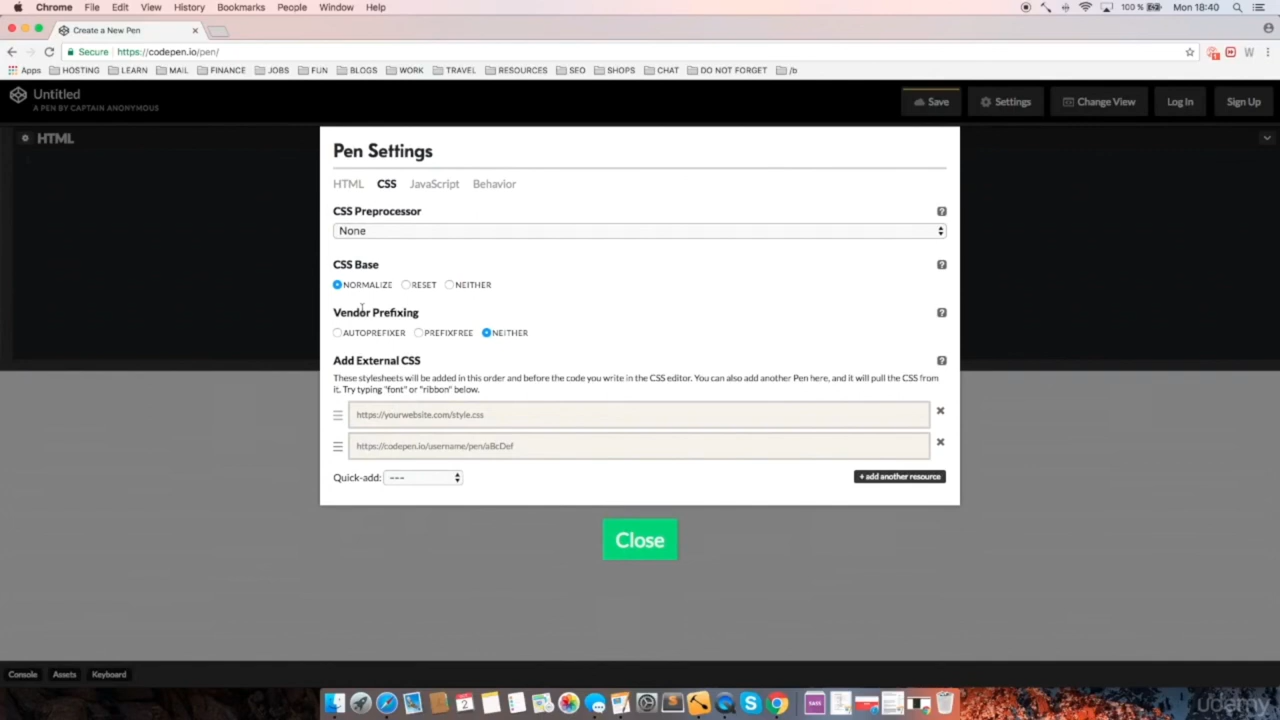 Chrome File Edit View History Bookmarks People Window Help 100 % Mon 18:40
Create a New Pen
Secure https://codepen.io/pen/
Apps HOSTING LEARN MAIL FINANCE JOBS FUN BLOGS WORK TRAVEL RESOURCES SEO SHOPS CHAT DO NOT FORGET /b
Untitled
A PEN BY CAPTAIN ANONYMOUS
Save Settings Change View Log In Sign Up
HTML
Pen Settings
HTML CSS JavaScript Behavior
CSS Preprocessor
None
CSS Base
NORMALIZE RESET NEITHER
Vendor Prefixing
AUTOPREFIXER PREFIXFREE NEITHER
Add External CSS
These stylesheets will be added in this order and before the code you write in the CSS editor. You can also add another Pen here, and it will pull the CSS from
it. Try typing "font" or "ribbon" below.
https://yourwebsite.com/style.css
https://codepen.io/username/pen/aBcDef
Quick-add: --- + add another resource
Close
Console Assets Keyboard
udemy